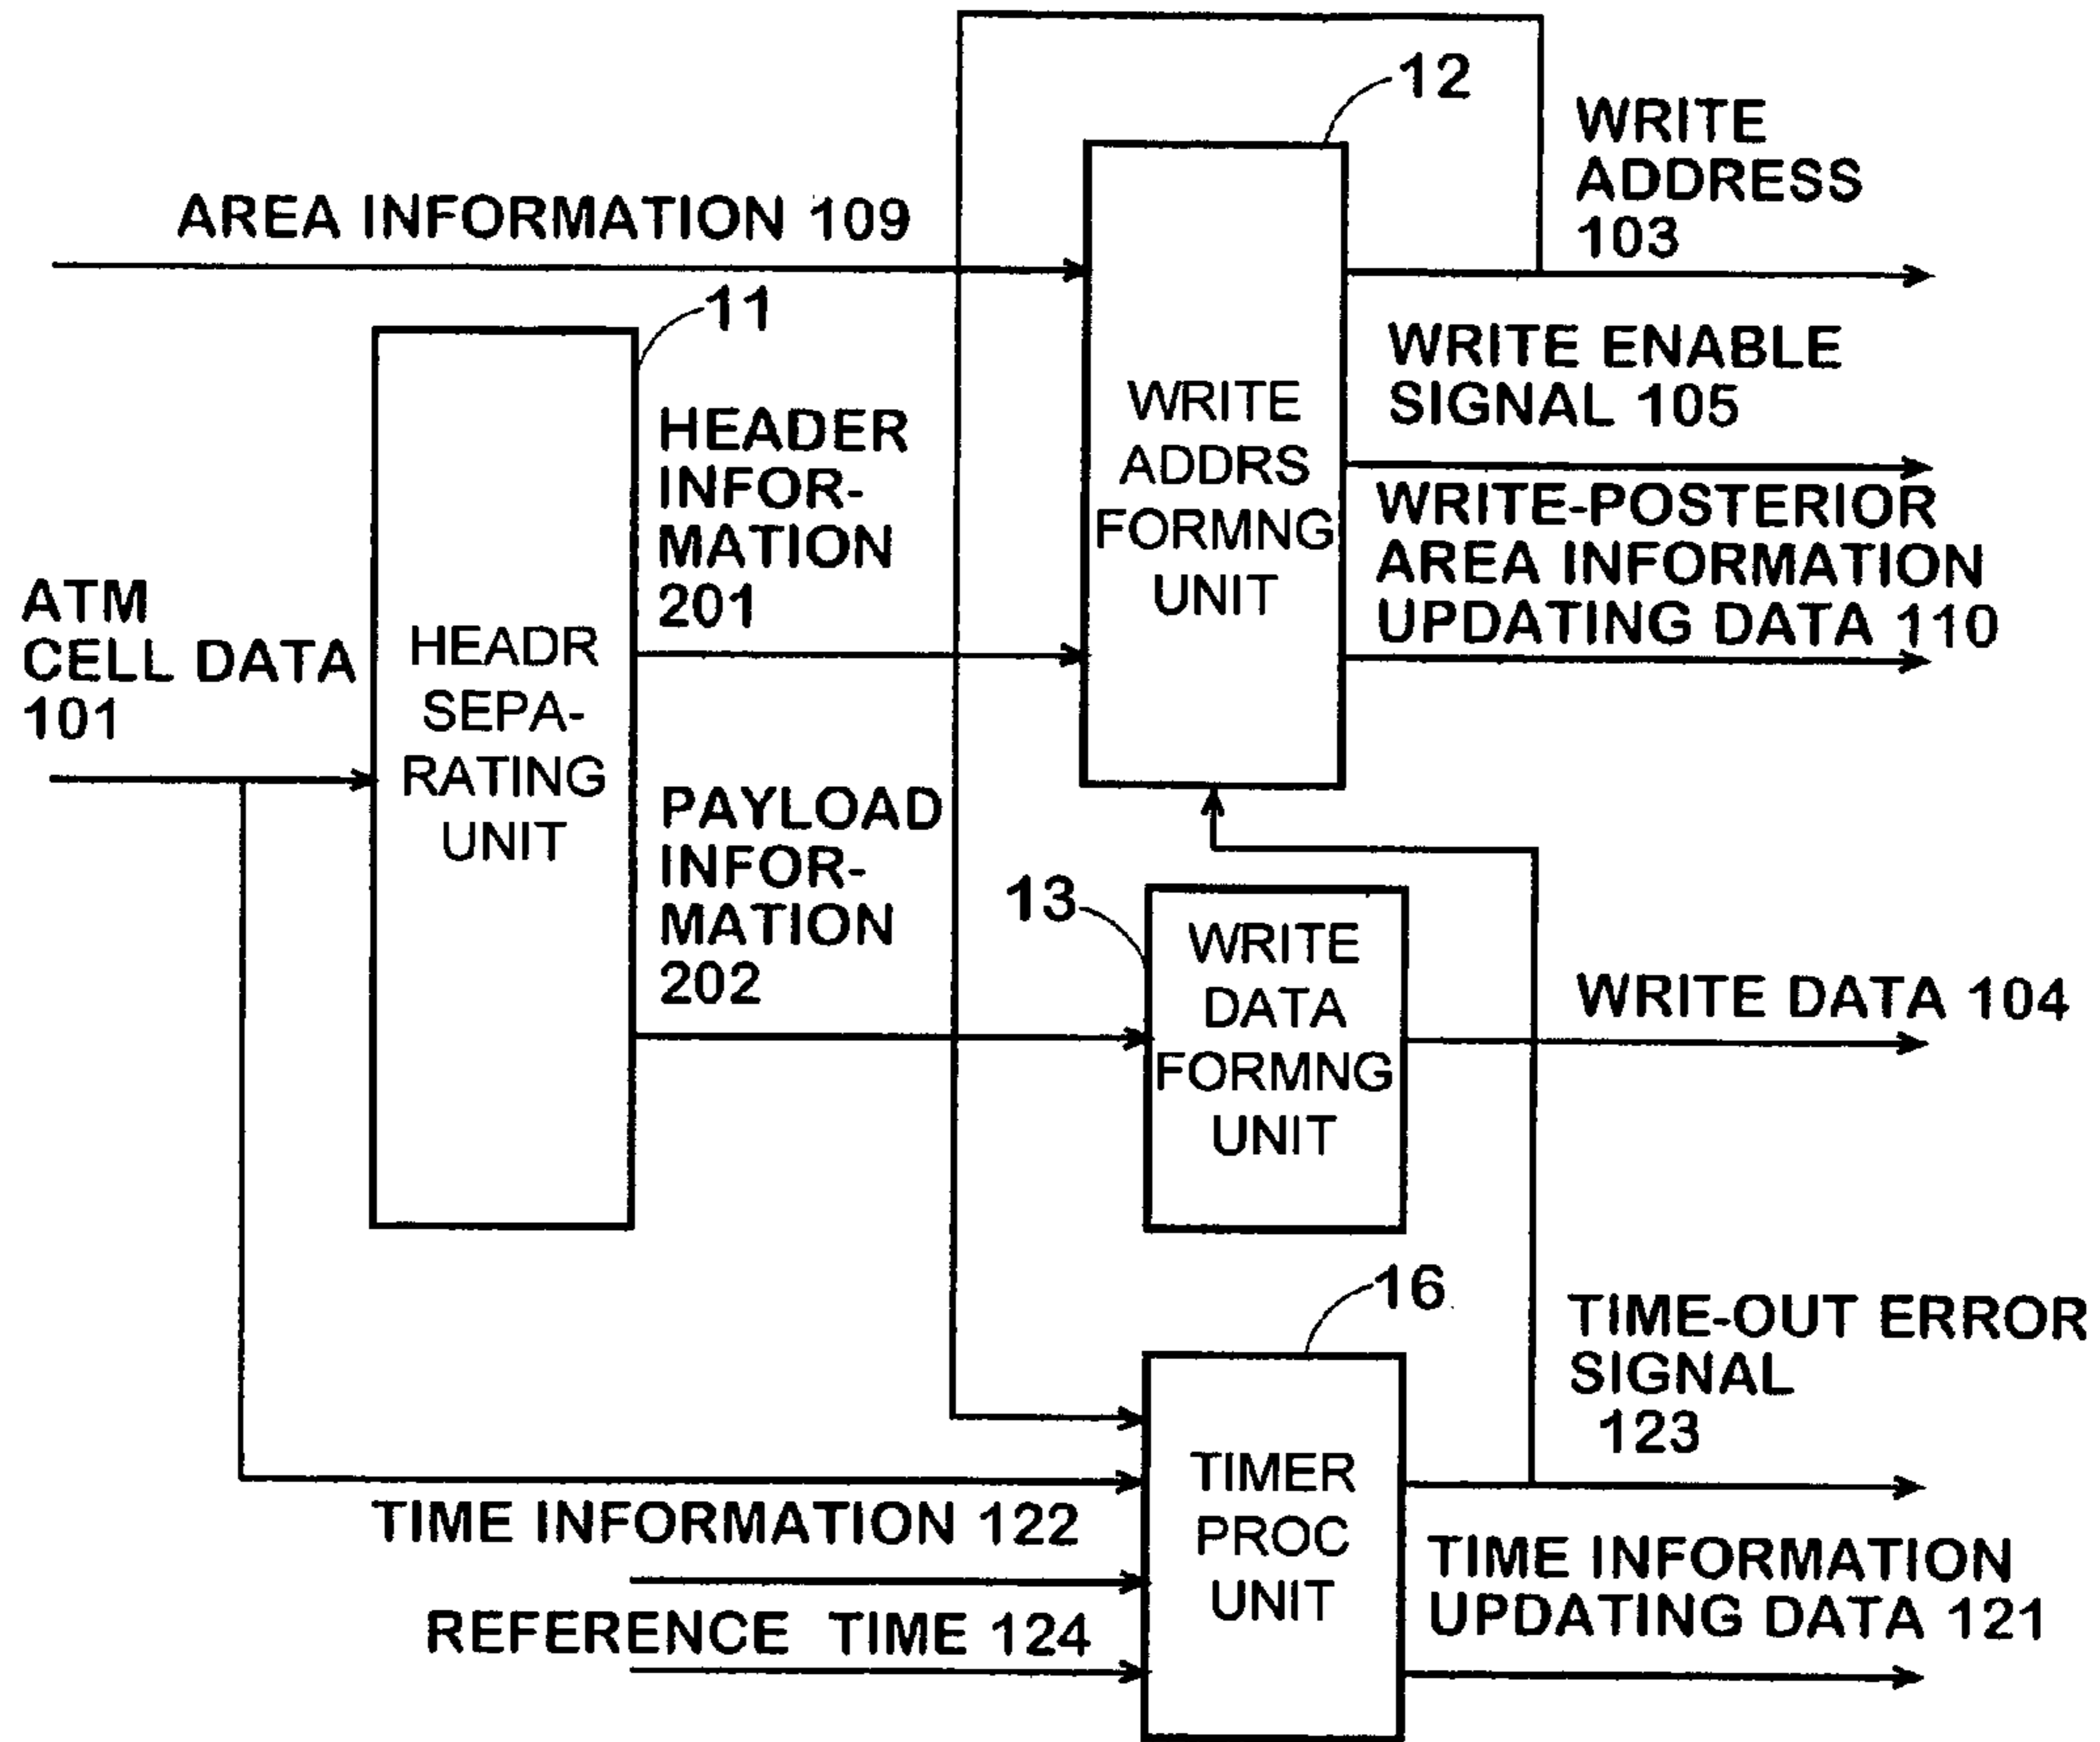 12
WRITE
ADDRESS
103
AREA INFORMATION 109
11
WRITE ENABLE
SIGNAL 105
WRITE
ADDRS
FORMNG
UNIT
HEADER
INFOR-
MATION
201
WRITE-POSTERIOR
AREA INFORMATION
UPDATING DATA 110
ATM
CELL DATA
101
HEADR
SEPA-
RATING
UNIT
PAYLOAD
INFOR-
MATION
202
13
WRITE
DATA
FORMNG
UNIT
WRITE DATA 104
16
TIME-OUT ERROR
SIGNAL
123
TIMER
PROC
UNIT
TIME INFORMATION 122
REFERENCE TIME 124
TIME INFORMATION
UPDATING DATA 121